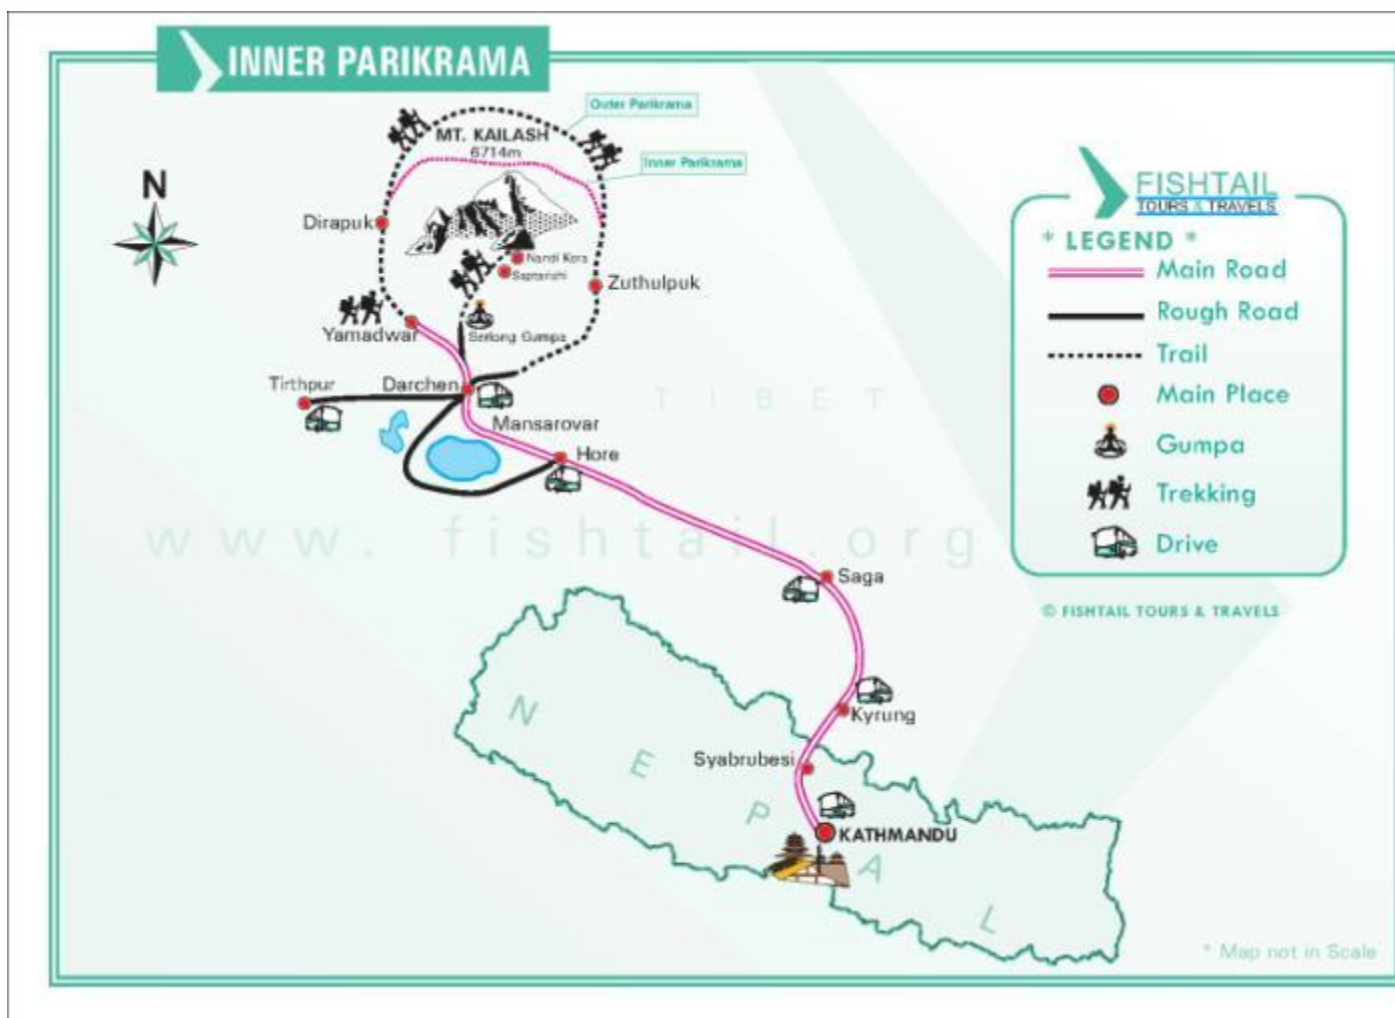 INNER PARIKRAMA
Outer Parikrama
MT. KAILASH
6714m
Inner Parikrama
N
Dirapuk
Nandi Kora
Saptarishi
Zuthulpuk
Yamadwar
Serlong Gumpa
Tirthpur
Darchen
Mansarovar
Hore
TIBET
www. fishtail.org
Saga
Kyrung
Syabrubesi
KATHMANDU
NEPAL
FISHTAIL
TOURS & TRAVELS
* LEGEND *
Main Road
Rough Road
Trail
Main Place
Gumpa
Trekking
Drive
© FISHTAIL TOURS & TRAVELS
* Map not in Scale